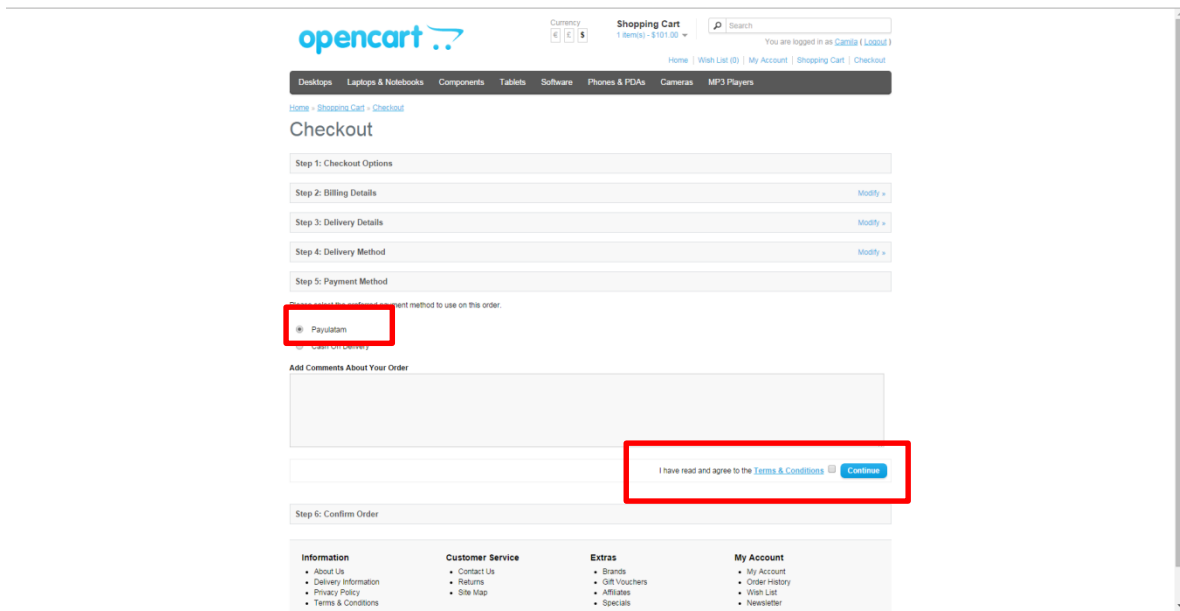 opencart
Currency
€ £ $
Shopping Cart
1 item(s) - $101.00
Search
You are logged in as Camila ( Logout )
Home | Wish List (0) | My Account | Shopping Cart | Checkout
Desktops Laptops & Notebooks Components Tablets Software Phones & PDAs Cameras MP3 Players
Home » Shopping Cart » Checkout
Checkout
Step 1: Checkout Options
Step 2: Billing Details Modify »
Step 3: Delivery Details Modify »
Step 4: Delivery Method Modify »
Step 5: Payment Method
Please select the preferred payment method to use on this order.
Payulatam
Cash On Delivery
Add Comments About Your Order
I have read and agree to the Terms & Conditions Continue
Step 6: Confirm Order
Information
About Us
Delivery Information
Privacy Policy
Terms & Conditions
Customer Service
Contact Us
Returns
Site Map
Extras
Brands
Gift Vouchers
Affiliates
Specials
My Account
My Account
Order History
Wish List
Newsletter